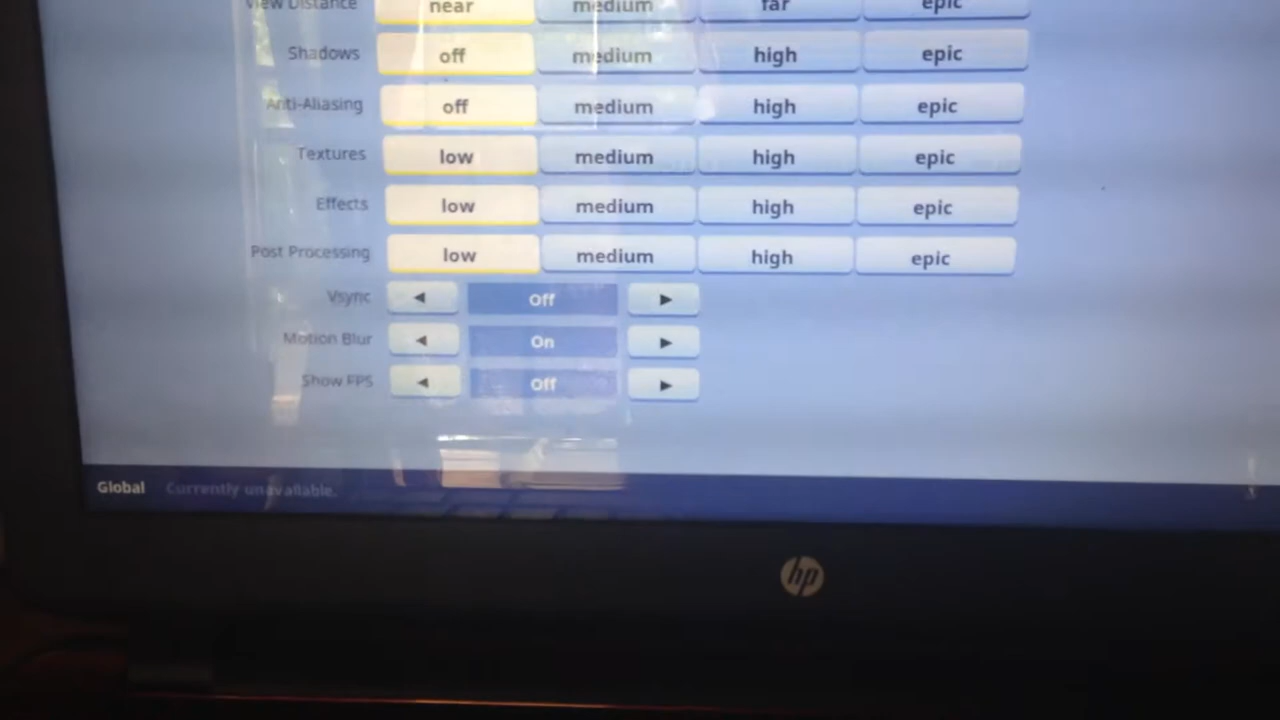 View Distance near medium far epic
Shadows off medium high epic
Anti-Aliasing off medium high epic
Textures low medium high epic
Effects low medium high epic
Post Processing low medium high epic
Vsync Off
Motion Blur On
Show FPS Off
Global Currently unavailable.
hp